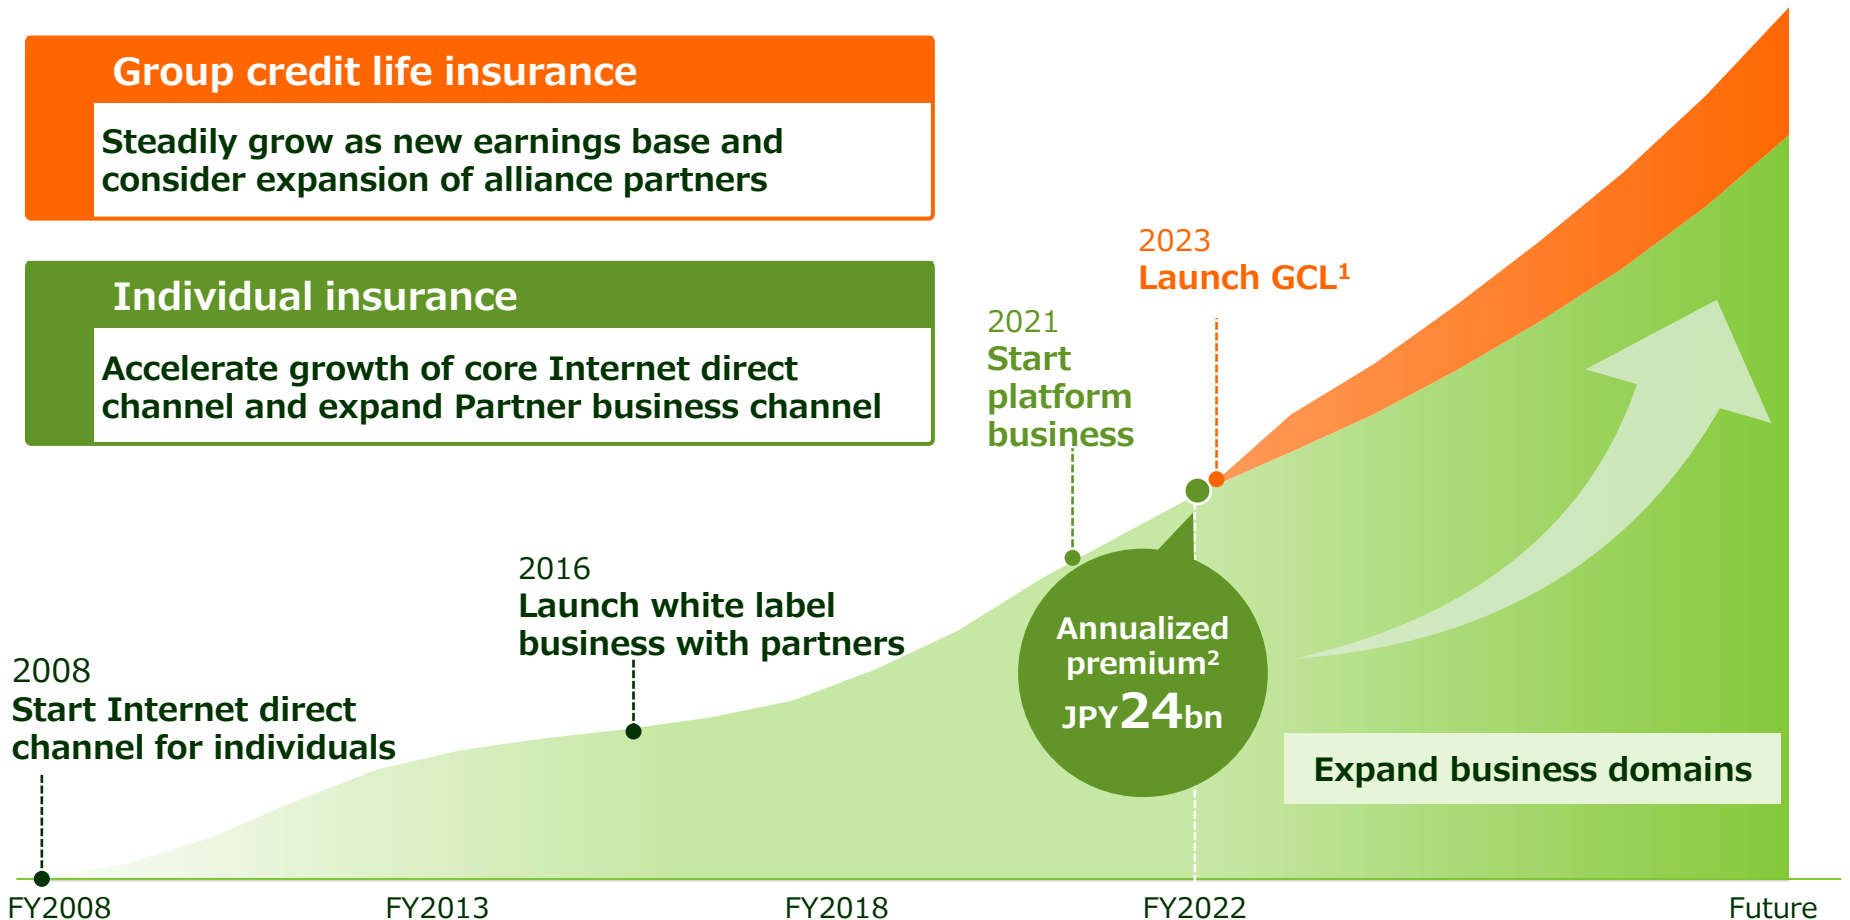 Group credit life insurance
Steadily grow as new earnings base and
consider expansion of alliance partners
Individual insurance
Accelerate growth of core Internet direct
channel and expand Partner business channel
2008
Start Internet direct
channel for individuals
2016
Launch white label
business with partners
2021
Start
platform
business
2023
Launch GCL¹
Annualized
premium²
JPY24bn
Expand business domains
FY2008
FY2013
FY2018
FY2022
Future